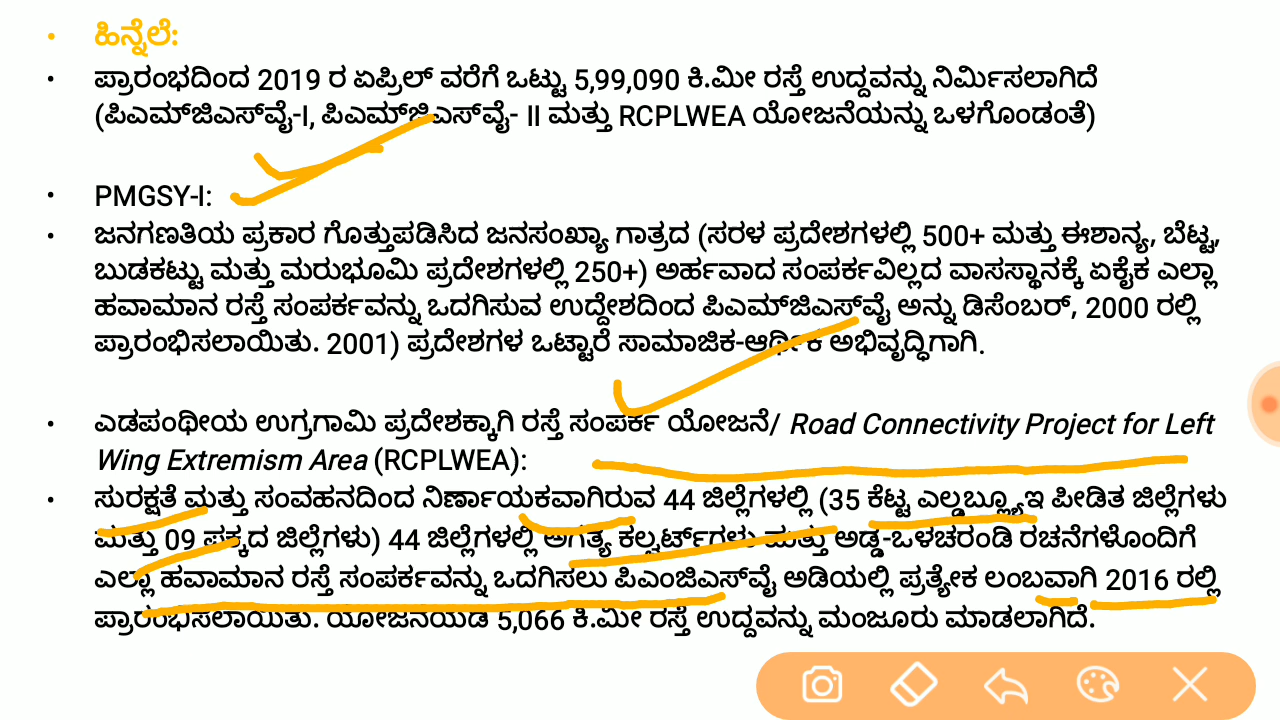 • ಹಿನ್ನೆಲೆ:
• ಪ್ರಾರಂಭದಿಂದ 2019 ರ ಏಪ್ರಿಲ್ ವರೆಗೆ ಒಟ್ಟು 5,99,090 ಕಿ.ಮೀ ರಸ್ತೆ ಉದ್ದವನ್ನು ನಿರ್ಮಿಸಲಾಗಿದೆ
(ಪಿಎಮ್‌ಜಿಎಸ್‌ವೈ-I, ಪಿಎಮ್‌ಜಿಎಸ್‌ವೈ- II ಮತ್ತು RCPLWEA ಯೋಜನೆಯನ್ನು ಒಳಗೊಂಡಂತೆ)
• PMGSY-I:
• ಜನಗಣತಿಯ ಪ್ರಕಾರ ಗೊತ್ತುಪಡಿಸಿದ ಜನಸಂಖ್ಯಾ ಗಾತ್ರದ (ಸರಳ ಪ್ರದೇಶಗಳಲ್ಲಿ 500+ ಮತ್ತು ಈಶಾನ್ಯ, ಬೆಟ್ಟ,
ಬುಡಕಟ್ಟು ಮತ್ತು ಮರುಭೂಮಿ ಪ್ರದೇಶಗಳಲ್ಲಿ 250+) ಅರ್ಹವಾದ ಸಂಪರ್ಕವಿಲ್ಲದ ವಾಸಸ್ಥಾನಕ್ಕೆ ಏಕೈಕ ಎಲ್ಲಾ
ಹವಾಮಾನ ರಸ್ತೆ ಸಂಪರ್ಕವನ್ನು ಒದಗಿಸುವ ಉದ್ದೇಶದಿಂದ ಪಿಎಮ್‌ಜಿಎಸ್‌ವೈ ಅನ್ನು ಡಿಸೆಂಬರ್, 2000 ರಲ್ಲಿ
ಪ್ರಾರಂಭಿಸಲಾಯಿತು. 2001) ಪ್ರದೇಶಗಳ ಒಟ್ಟಾರೆ ಸಾಮಾಜಿಕ-ಆರ್ಥಿಕ ಅಭಿವೃದ್ಧಿಗಾಗಿ.
• ಎಡಪಂಥೀಯ ಉಗ್ರಗಾಮಿ ಪ್ರದೇಶಕ್ಕಾಗಿ ರಸ್ತೆ ಸಂಪರ್ಕ ಯೋಜನೆ/ Road Connectivity Project for Left
Wing Extremism Area (RCPLWEA):
• ಸುರಕ್ಷತೆ ಮತ್ತು ಸಂವಹನದಿಂದ ನಿರ್ಣಾಯಕವಾಗಿರುವ 44 ಜಿಲ್ಲೆಗಳಲ್ಲಿ (35 ಕೆಟ್ಟ ಎಲ್ಡಬ್ಲ್ಯೂಇ ಪೀಡಿತ ಜಿಲ್ಲೆಗಳು
ಮತ್ತು 09 ಪಕ್ಕದ ಜಿಲ್ಲೆಗಳು) 44 ಜಿಲ್ಲೆಗಳಲ್ಲಿ ಅಗತ್ಯ ಕಲ್ವರ್ಟ್‌ಗಳು ಮತ್ತು ಅಡ್ಡ-ಒಳಚರಂಡಿ ರಚನೆಗಳೊಂದಿಗೆ
ಎಲ್ಲಾ ಹವಾಮಾನ ರಸ್ತೆ ಸಂಪರ್ಕವನ್ನು ಒದಗಿಸಲು ಪಿಎಂಜಿಎಸ್‌ವೈ ಅಡಿಯಲ್ಲಿ ಪ್ರತ್ಯೇಕ ಲಂಬವಾಗಿ 2016 ರಲ್ಲಿ
ಪ್ರಾರಂಭಿಸಲಾಯಿತು. ಯೋಜನೆಯಡಿ 5,066 ಕಿ.ಮೀ ರಸ್ತೆ ಉದ್ದವನ್ನು ಮಂಜೂರು ಮಾಡಲಾಗಿದೆ.